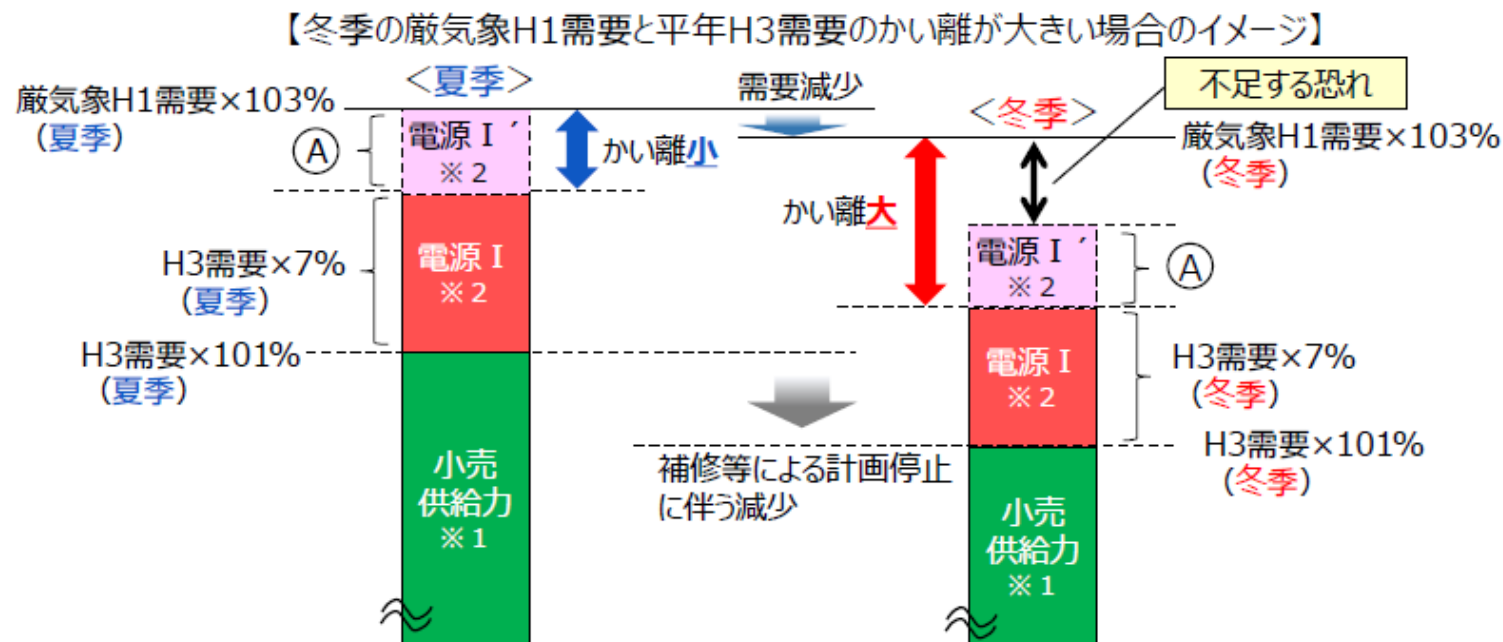 【冬季の厳気象H1需要と平年H3需要のかい離が大きい場合のイメージ】
<夏季>
厳気象H1需要×103%
（夏季）
Ⓐ
電源Ⅰ´
※2
かい離小
H3需要×7%
（夏季）
電源Ⅰ
※2
H3需要×101%
（夏季）
小売
供給力
※1
需要減少
補修等による計画停止
に伴う減少
<冬季>
不足する恐れ
厳気象H1需要×103%
（冬季）
かい離大
電源Ⅰ´
※2
Ⓐ
電源Ⅰ
※2
H3需要×7%
（冬季）
H3需要×101%
（冬季）
小売
供給力
※1